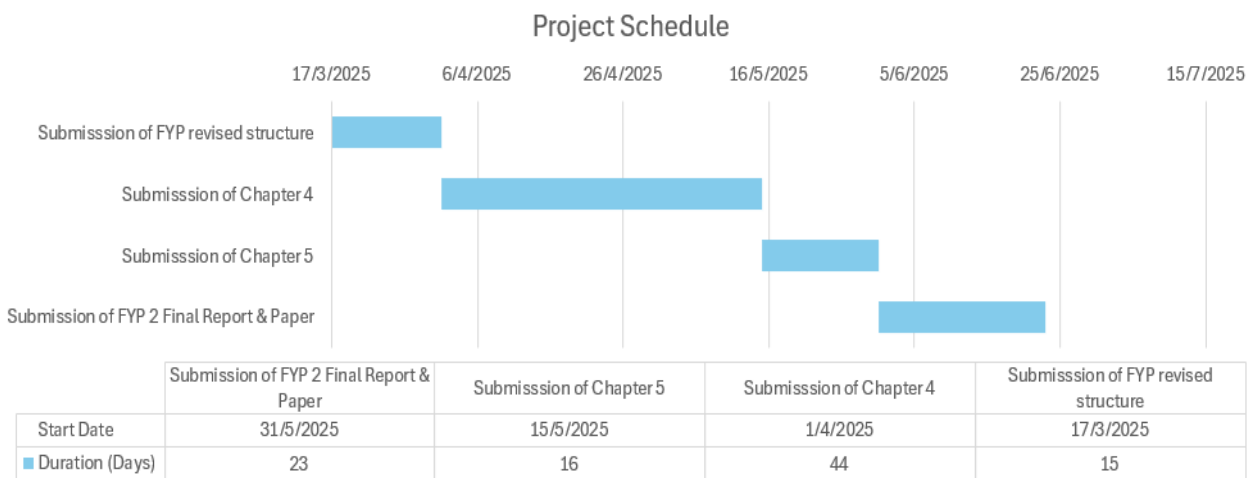 Project Schedule
17/3/2025 6/4/2025 26/4/2025 16/5/2025 5/6/2025 25/6/2025 15/7/2025
Submisssion of FYP revised structure
Submisssion of Chapter 4
Submisssion of Chapter 5
Submission of FYP 2 Final Report & Paper
Submission of FYP 2 Final Report & Paper Submisssion of Chapter 5 Submisssion of Chapter 4 Submisssion of FYP revised structure
Start Date 31/5/2025 15/5/2025 1/4/2025 17/3/2025
Duration (Days) 23 16 44 15